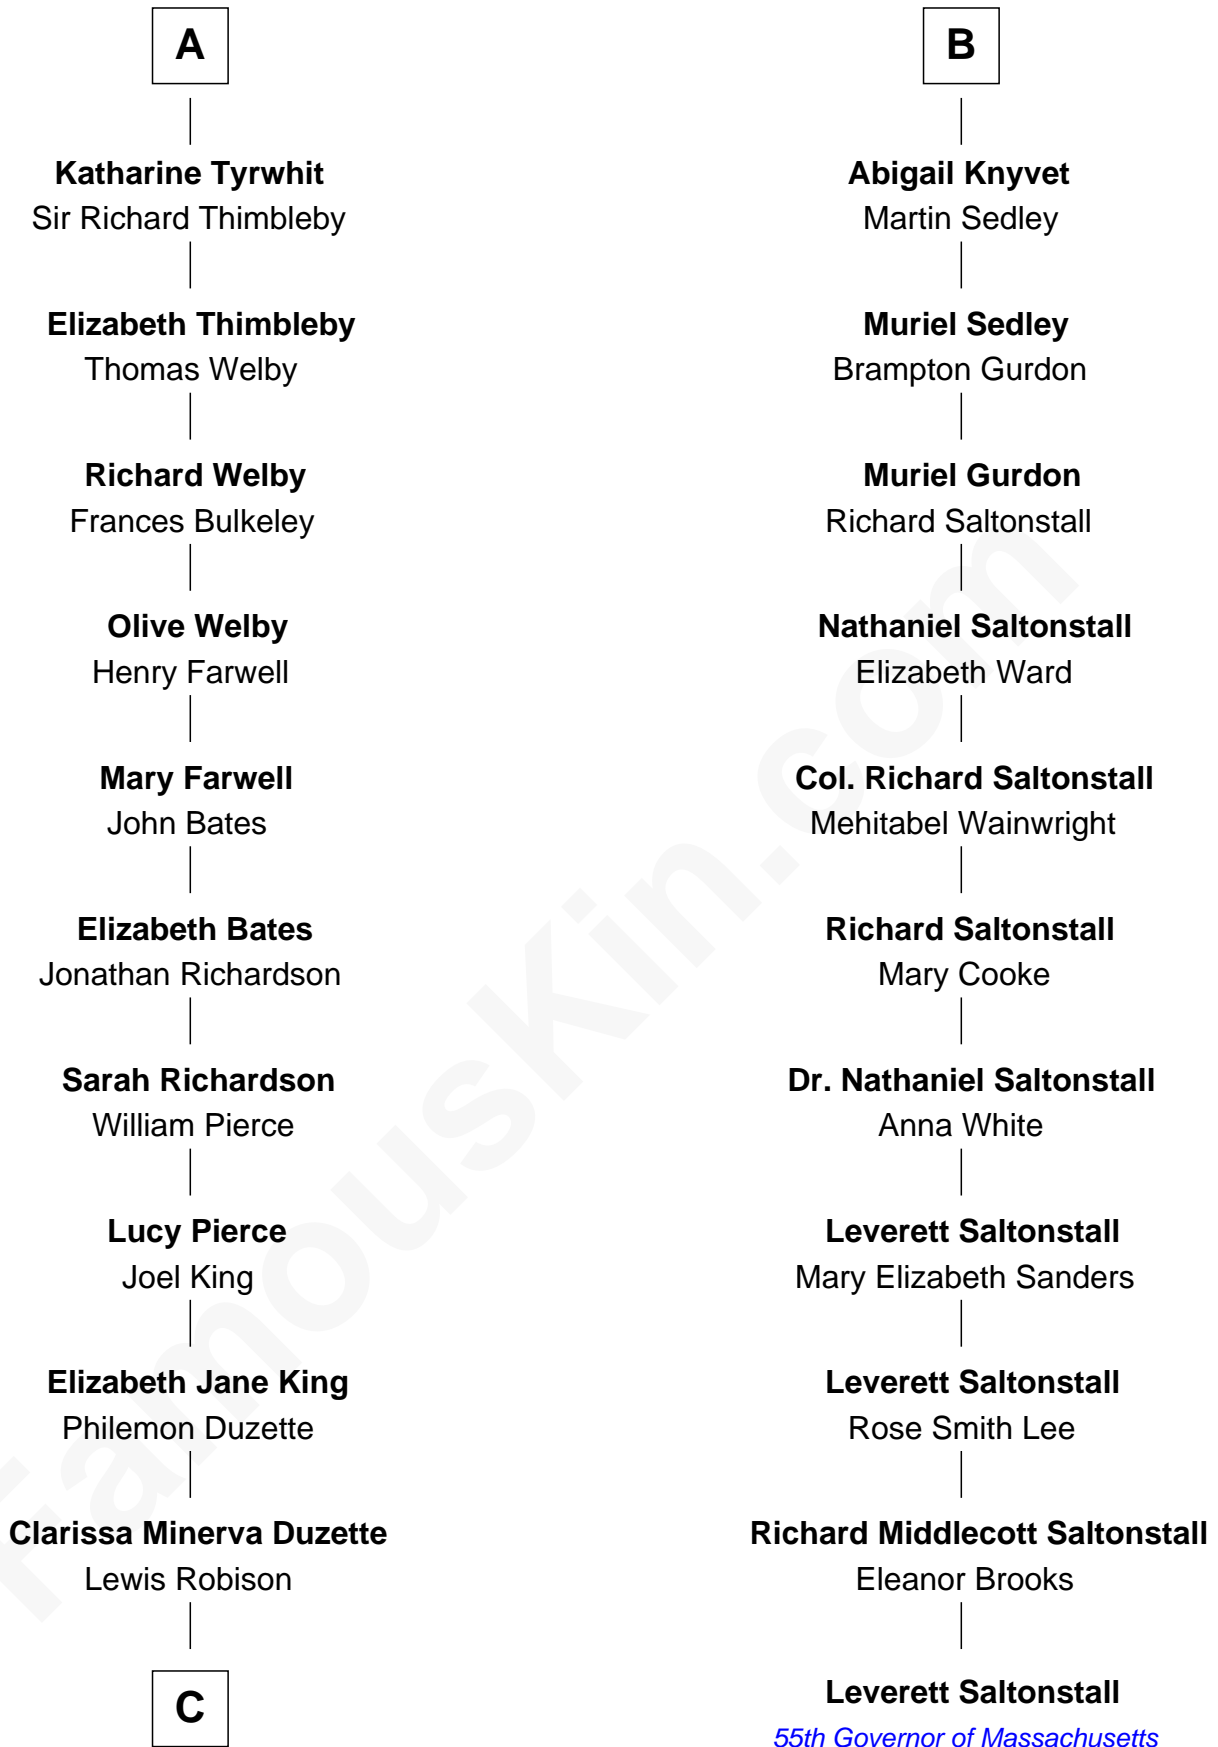 A
Katharine Tyrwhit
Sir Richard Thimbleby
Elizabeth Thimbleby
Thomas Welby
Richard Welby
Frances Bulkeley
Olive Welby
Henry Farwell
Mary Farwell
John Bates
Elizabeth Bates
Jonathan Richardson
Sarah Richardson
William Pierce
Lucy Pierce
Joel King
Elizabeth Jane King
Philemon Duzette
Clarissa Minerva Duzette
Lewis Robison
C
B
Abigail Knyvet
Martin Sedley
Muriel Sedley
Brampton Gurdon
Muriel Gurdon
Richard Saltonstall
Nathaniel Saltonstall
Elizabeth Ward
Col. Richard Saltonstall
Mehitabel Wainwright
Richard Saltonstall
Mary Cooke
Dr. Nathaniel Saltonstall
Anna White
Leverett Saltonstall
Mary Elizabeth Sanders
Leverett Saltonstall
Rose Smith Lee
Richard Middlecott Saltonstall
Eleanor Brooks
Leverett Saltonstall
55th Governor of Massachusetts
FamousKin.com